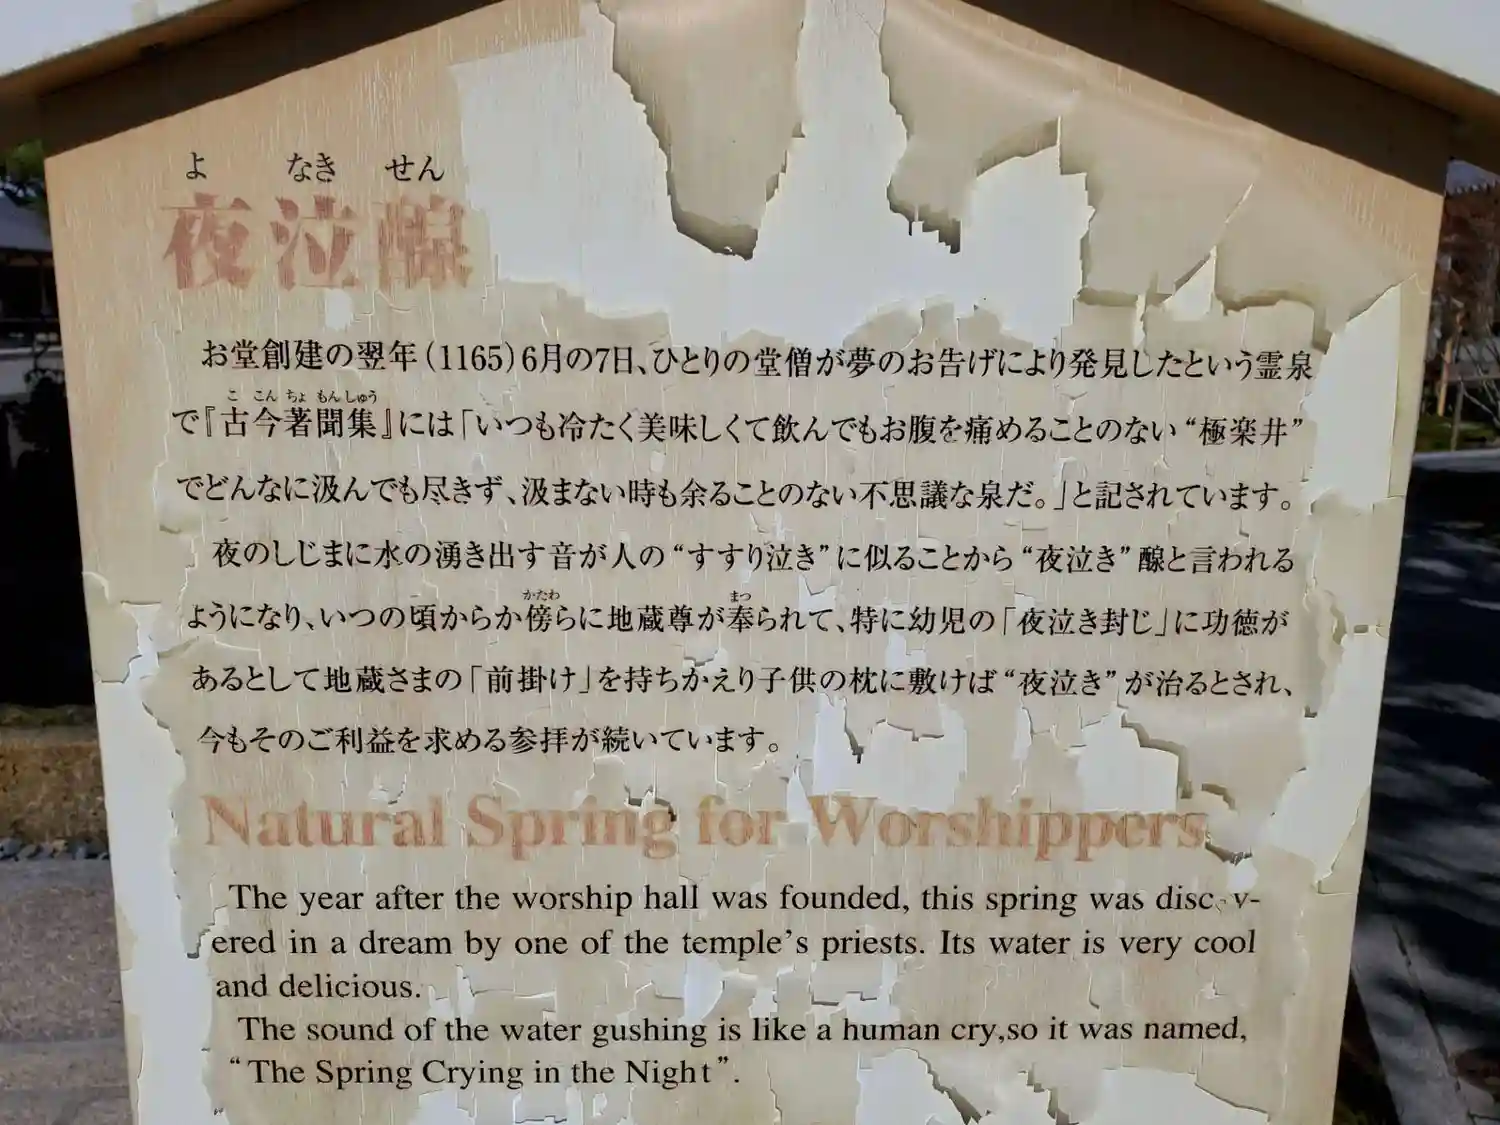 よ なき せん
夜泣醁
お堂創建の翌年（1165）6月の7日、ひとりの堂僧が夢のお告げにより発見したという霊泉
こ こん ちょ もん しゅう
で『古今著聞集』には「いつも冷たく美味しくて飲んでもお腹を痛めることのない“極楽井”
でどんなに汲んでも尽きず、汲まない時も余ることのない不思議な泉だ。」と記されています。
夜のしじまに水の湧き出す音が人の“すすり泣き”に似ることから“夜泣き”醁と言われる
かたわ まつ
ようになり、いつの頃からか傍らに地蔵尊が奉られて、特に幼児の「夜泣き封じ」に功徳が
あるとして地蔵さまの「前掛け」を持ちかえり子供の枕に敷けば“夜泣き”が治るとされ、
今もそのご利益を求める参拝が続いています。
Natural Spring for Worshippers
The year after the worship hall was founded, this spring was disc v-
ered in a dream by one of the temple's priests. Its water is very cool
and delicious.
The sound of the water gushing is like a human cry,so it was named,
“The Spring Crying in the Night”.